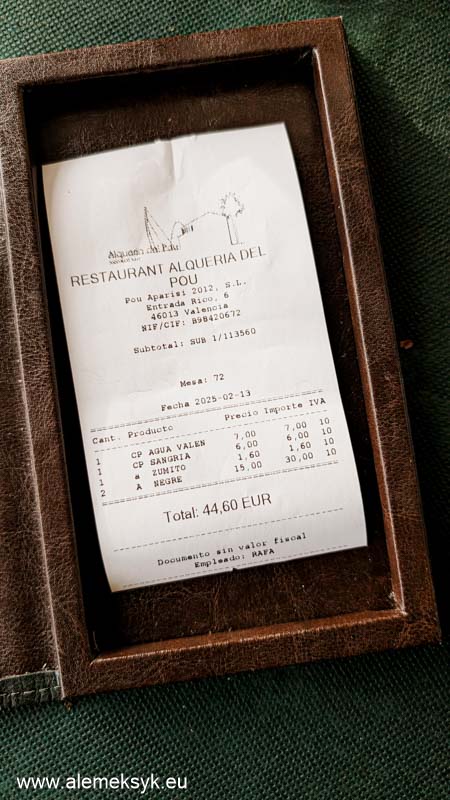 Alqueria del Pou
RESTAURANT ALQUERIA DEL
POU
Pou Aparisi 2012, S.L.
Entrada Rico, 6
46013 Valencia
NIF/CIF: B98420672
Subtotal: SUB 1/113560
Mesa: 72
Fecha 2025-02-13
Cant. Producto Precio Importe IVA
1 CP AGUA VALEN 7,00 7,00 10
1 CP SANGRIA 6,00 6,00 10
1 a ZUMITO 1,60 1,60 10
2 A NEGRE 15,00 30,00 10
Total: 44,60 EUR
Documento sin valor fiscal
Empleado: RAFA
www.alemeksyk.eu